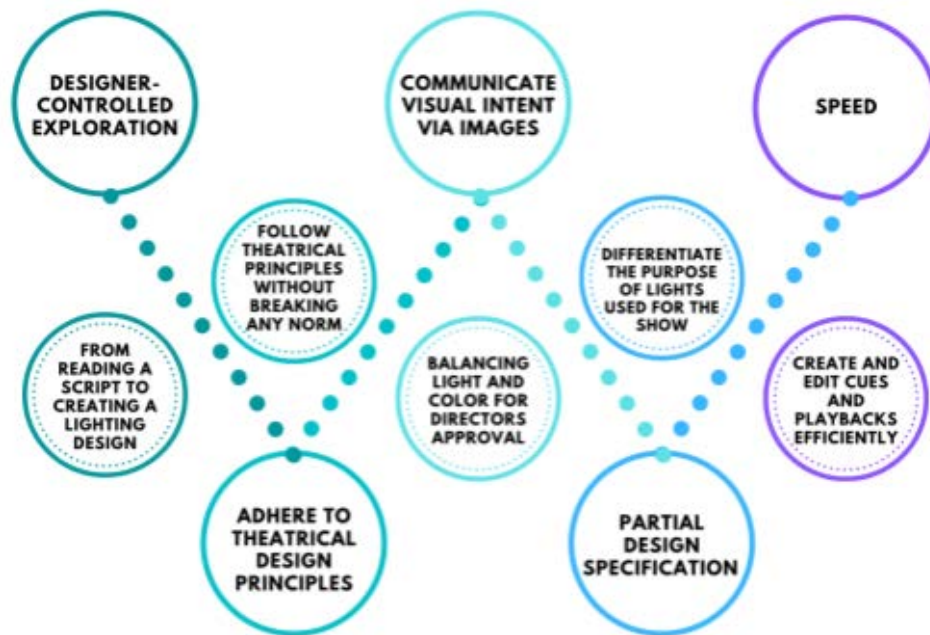 DESIGNER-
CONTROLLED
EXPLORATION
COMMUNICATE
VISUAL INTENT
VIA IMAGES
SPEED
FOLLOW
THEATRICAL
PRINCIPLES
WITHOUT
BREAKING
ANY NORM
DIFFERENTIATE
THE PURPOSE
OF LIGHTS
USED FOR THE
SHOW
FROM
READING A
SCRIPT TO
CREATING A
LIGHTING
DESIGN
BALANCING
LIGHT AND
COLOR FOR
DIRECTORS
APPROVAL
CREATE AND
EDIT CUES
AND
PLAYBACKS
EFFICIENTLY
ADHERE TO
THEATRICAL
DESIGN
PRINCIPLES
PARTIAL
DESIGN
SPECIFICATION